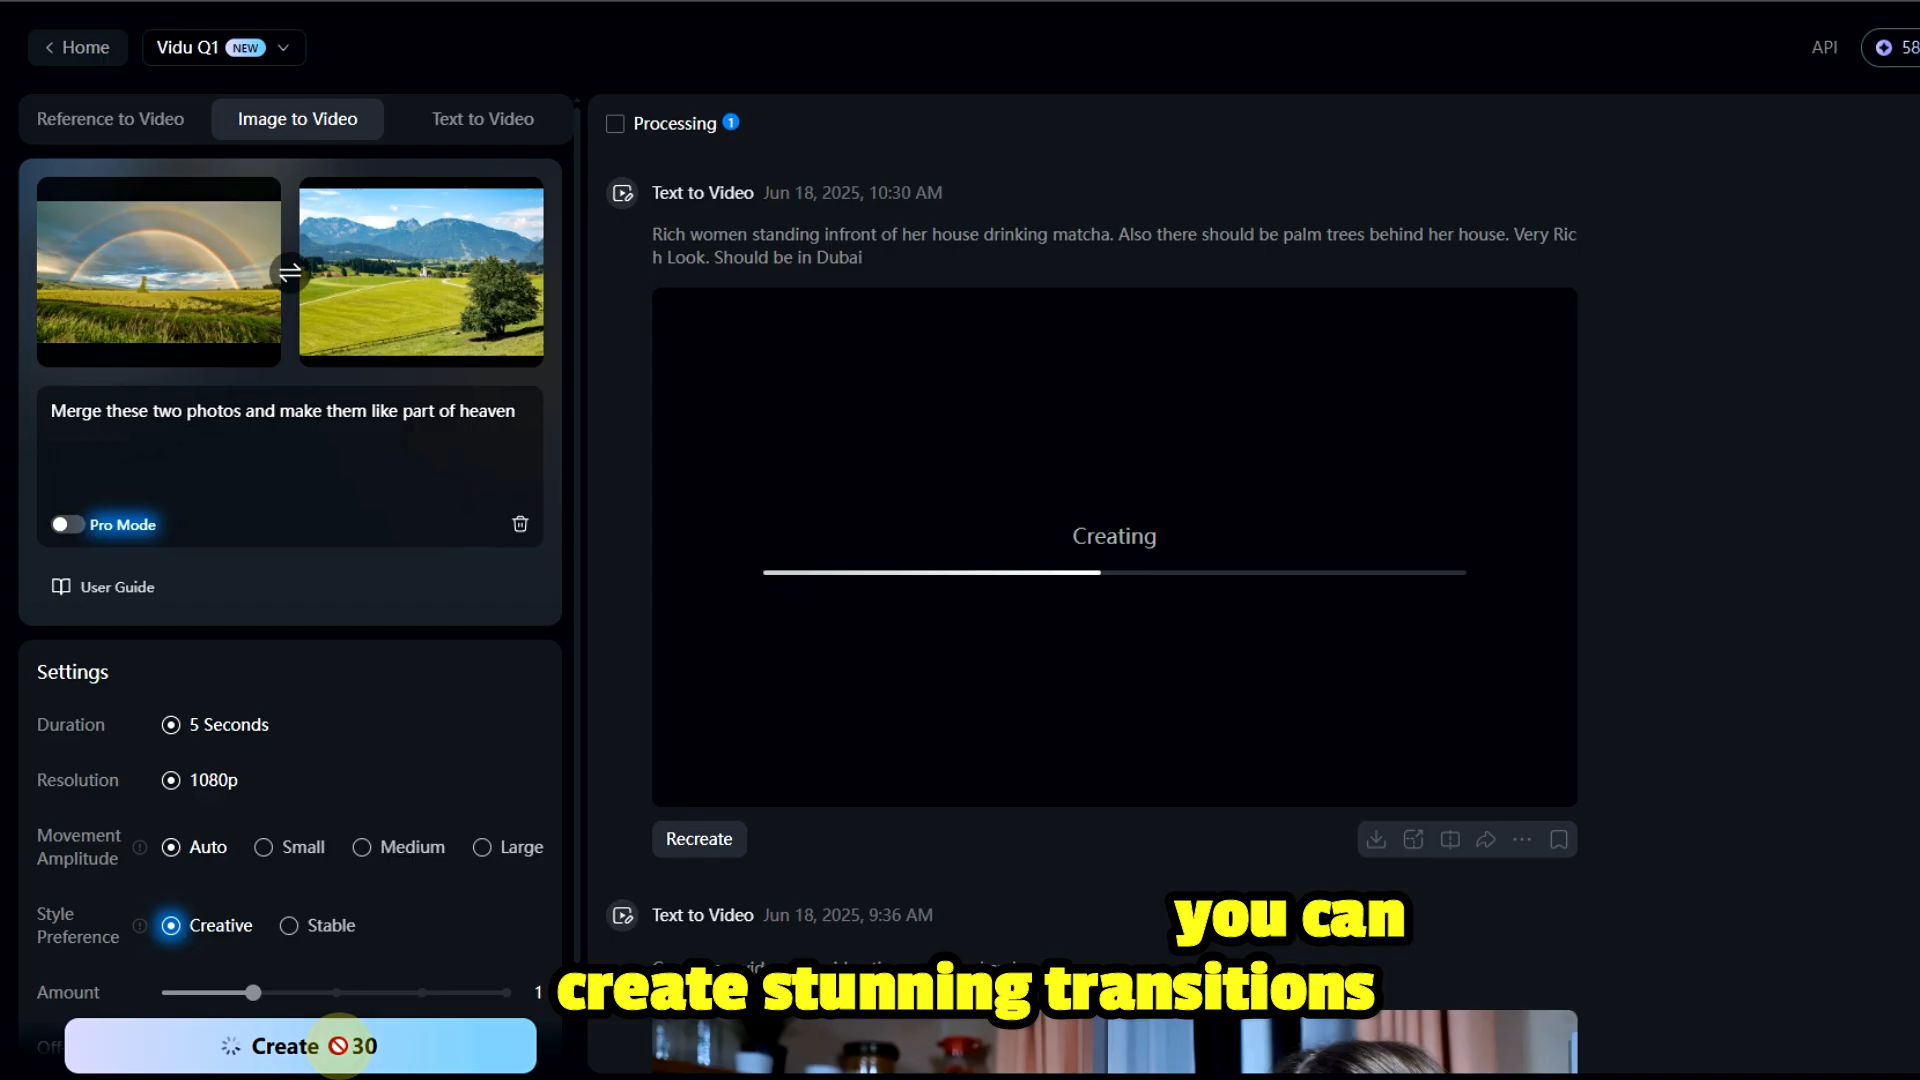 Home
Vidu Q1 NEW
API
58
Reference to Video
Image to Video
Text to Video
Merge these two photos and make them like part of heaven
Pro Mode
User Guide
Settings
Duration
5 Seconds
Resolution
1080p
Movement
Amplitude
Auto
Small
Medium
Large
Style
Preference
Creative
Stable
Amount
1
Create 30
Processing 1
Text to Video Jun 18, 2025, 10:30 AM
Rich women standing infront of her house drinking matcha. Also there should be palm trees behind her house. Very Ric
h Look. Should be in Dubai
Creating
Recreate
Text to Video Jun 18, 2025, 9:36 AM
you can
create stunning transitions